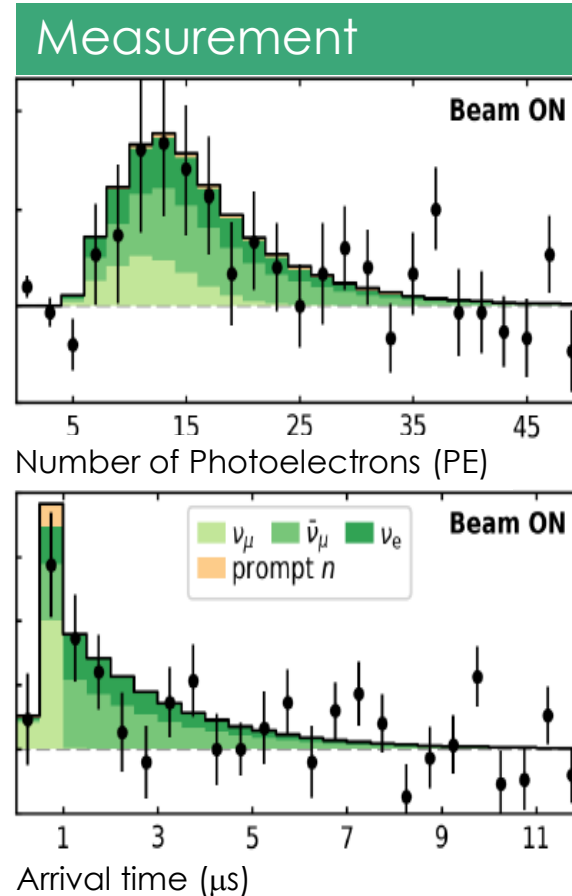 Measurement
Beam ON
5 15 25 35 45
Number of Photoelectrons (PE)
Beam ON
νμ ν̄μ νe
prompt n
1 3 5 7 9 11
Arrival time (μs)